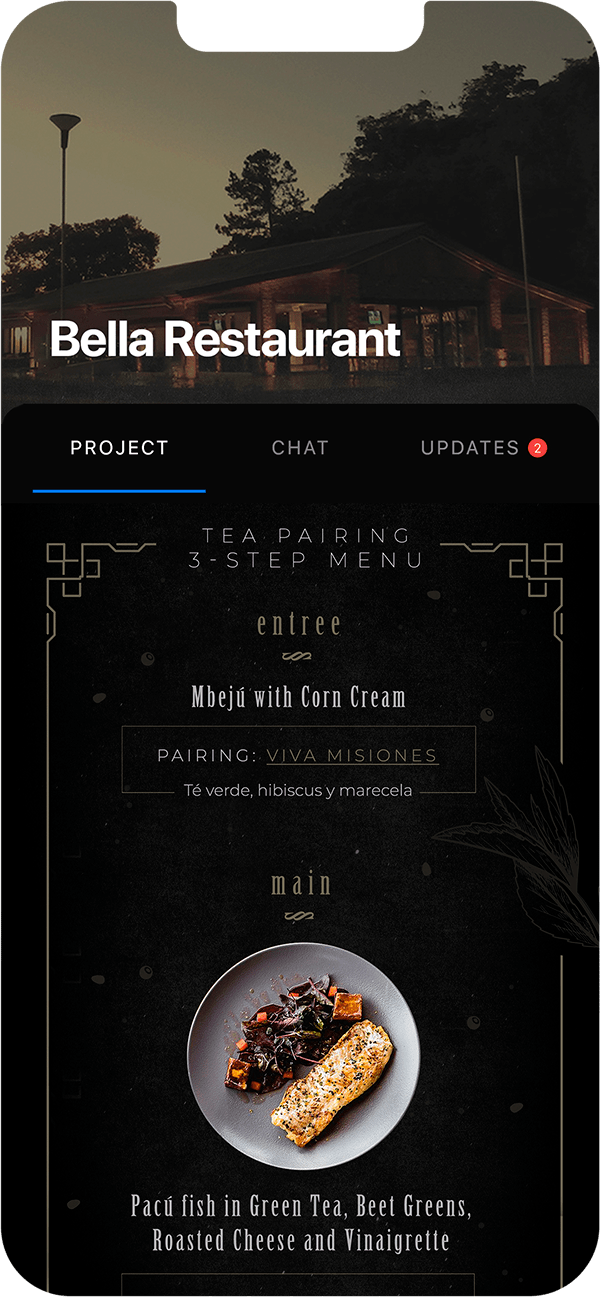 Bella Restaurant
PROJECT
CHAT
UPDATES 2
TEA PAIRING
3-STEP MENU
entree
Mbejú with Corn Cream
PAIRING: VIVA MISIONES
Té verde, hibiscus y marecela
main
Pacú fish in Green Tea, Beet Greens,
Roasted Cheese and Vinaigrette